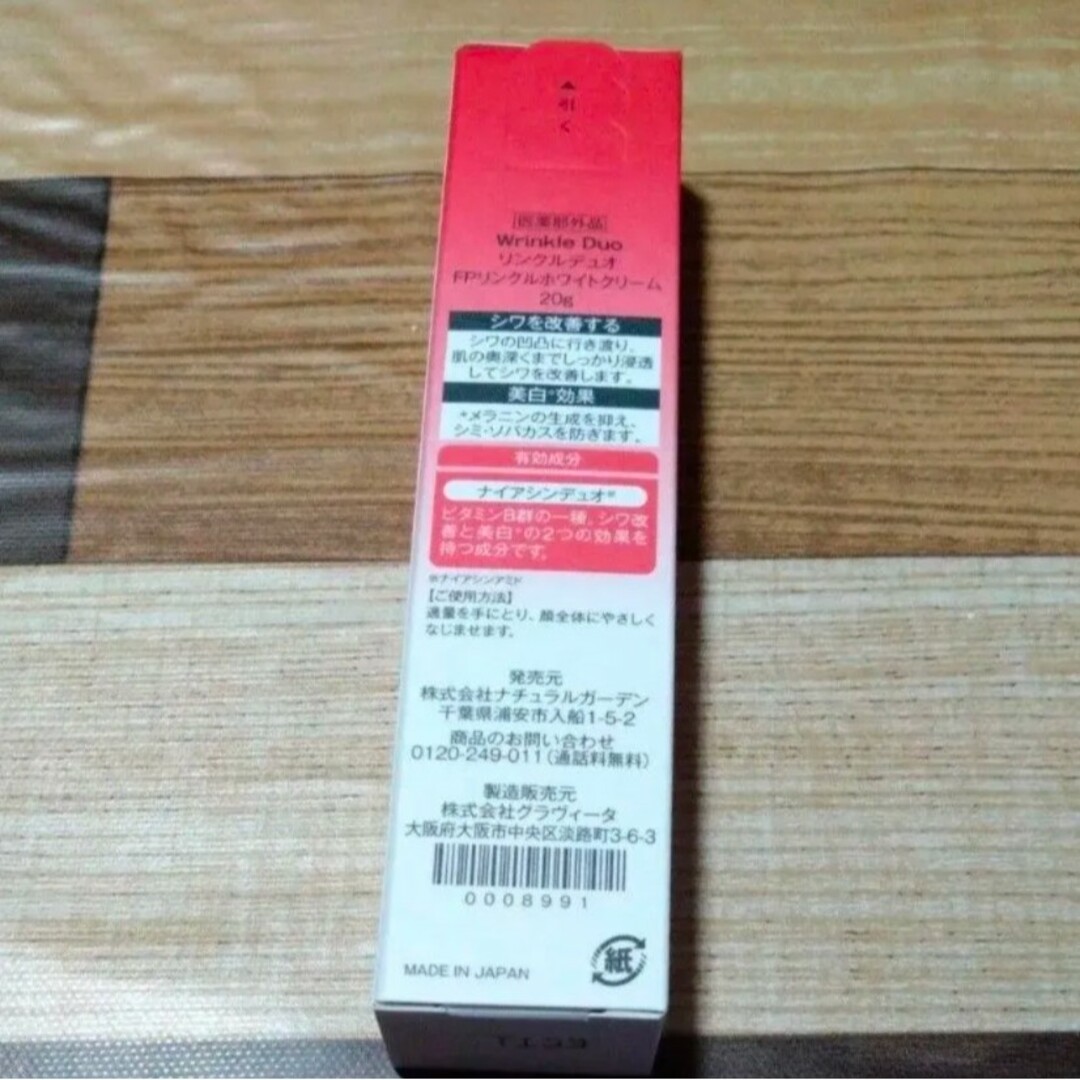 ▲
引
く
医薬部外品
Wrinkle Duo
リンクルデュオ
FPリンクルホワイトクリーム
20g
シワを改善する
シワの凹凸に行き渡り、
肌の奥深くまでしっかり浸透
してシワを改善します。
美白*効果
*メラニンの生成を抑え、
シミ・ソバカスを防ぎます。
有効成分
ナイアシンデュオ※
ビタミンB群の一種。シワ改
善と美白*の2つの効果を
持つ成分です。
※ナイアシンアミド
【ご使用方法】
適量を手にとり、顔全体にやさしく
なじませます。
発売元
株式会社ナチュラルガーデン
千葉県浦安市入船1-5-2
商品のお問い合わせ
0120-249-011(通話料無料)
製造販売元
株式会社グラヴィータ
大阪府大阪市中央区淡路町3-6-3
0008991
紙
MADE IN JAPAN